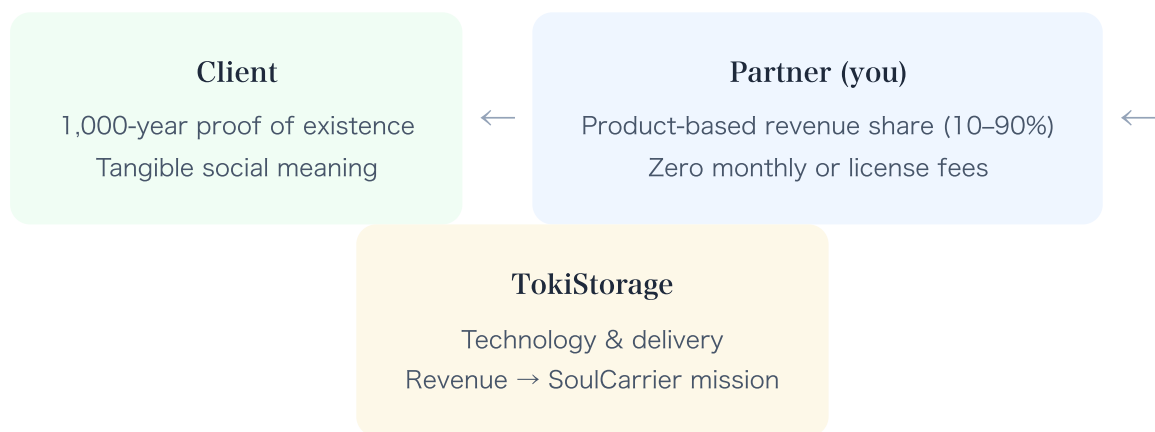 Client
1,000-year proof of existence
Tangible social meaning
←
Partner (you)
Product-based revenue share (10–90%)
Zero monthly or license fees
←
TokiStorage
Technology & delivery
Revenue → SoulCarrier mission